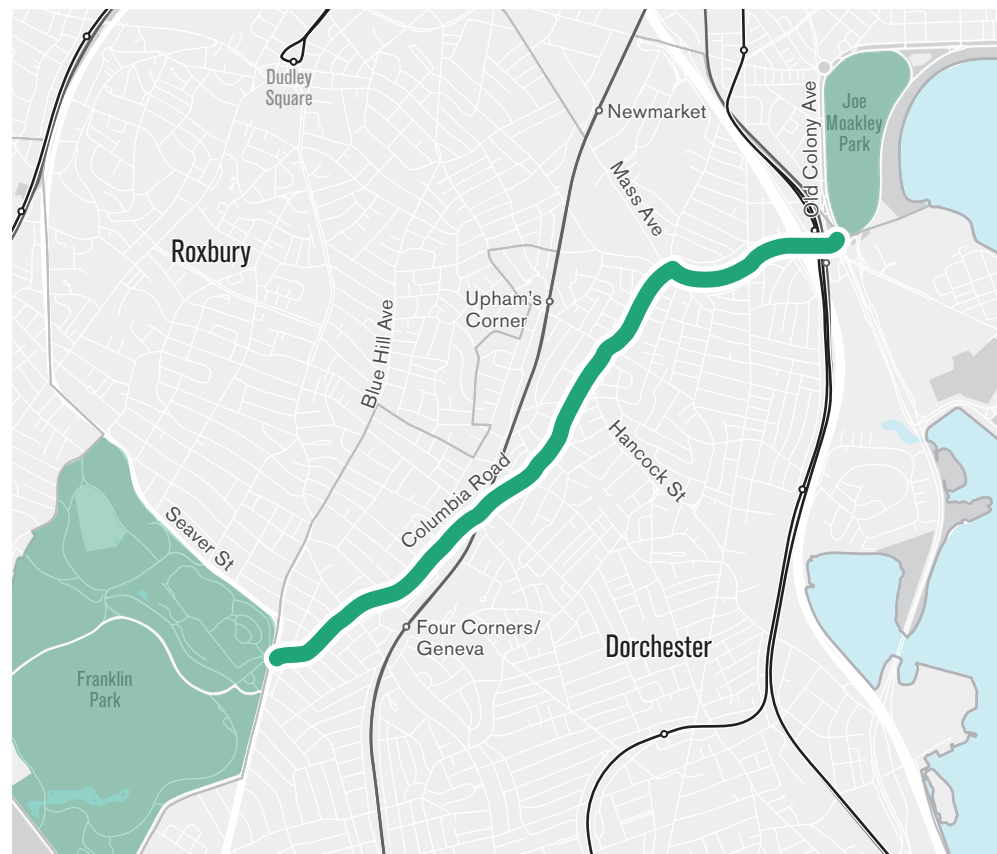 Dudley
Square
Newmarket
Old Colony Ave
Joe
Moakley
Park
Mass Ave
Roxbury
Upham's
Corner
Blue Hill Ave
Hancock St
Columbia Road
Seaver St
Four Corners/
Geneva
Dorchester
Franklin
Park